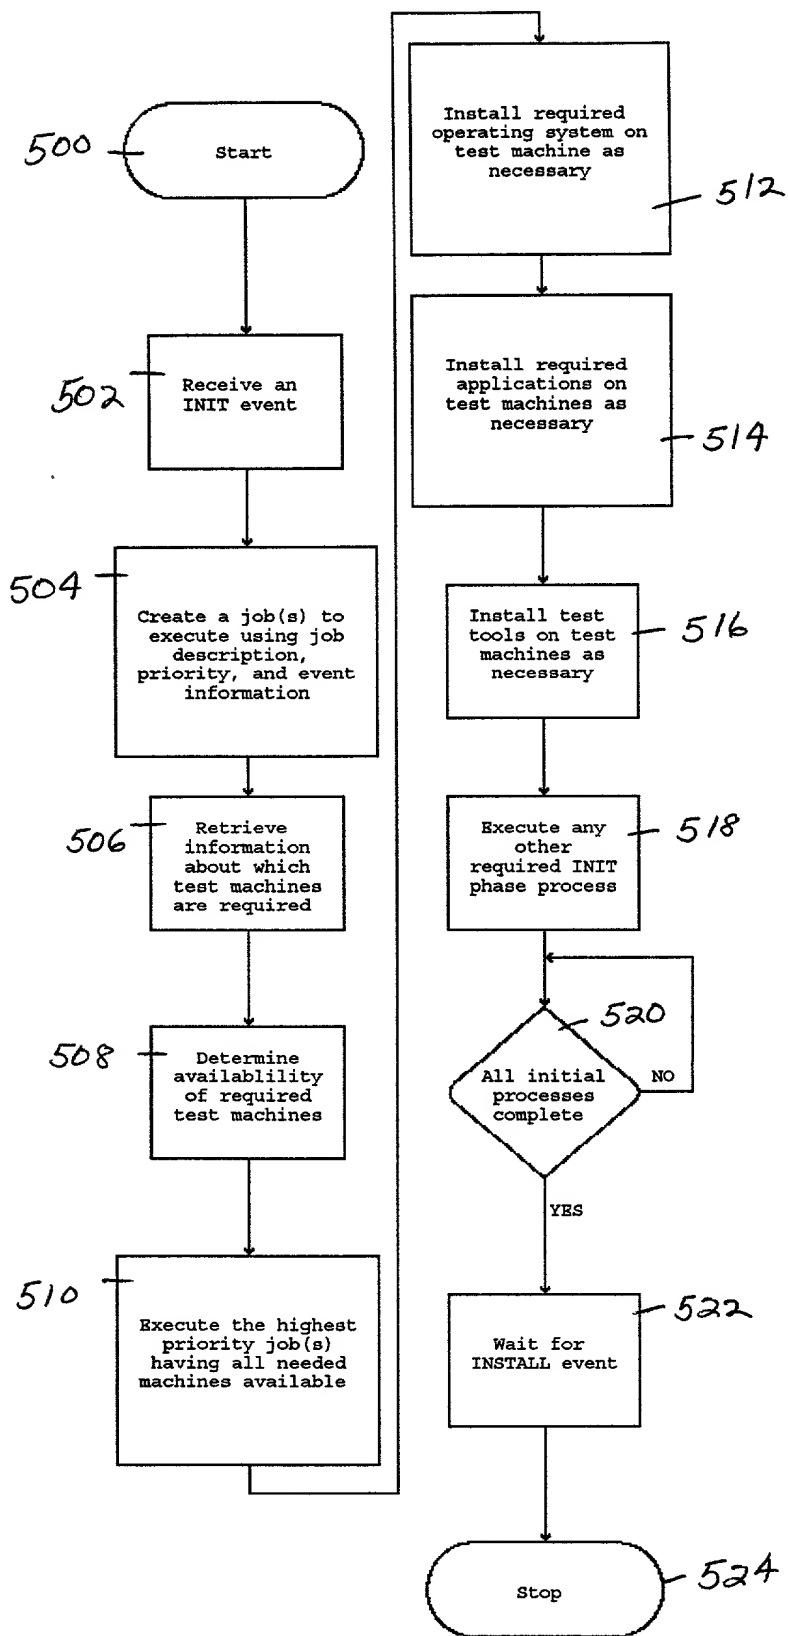 500
Start
502
Receive an
INIT event
504
Create a job(s) to
execute using job
description,
priority, and event
information
506
Retrieve
information
about which
test machines
are required
508
Determine
availablility
of required
test machines
510
Execute the highest
priority job(s)
having all needed
machines available
Install required
operating system on
test machine as
necessary
512
Install required
applications on
test machines as
necessary
514
Install test
tools on test
machines as
necessary
516
Execute any
other
required INIT
phase process
518
520
All initial
processes
complete
NO
YES
522
Wait for
INSTALL event
Stop
524